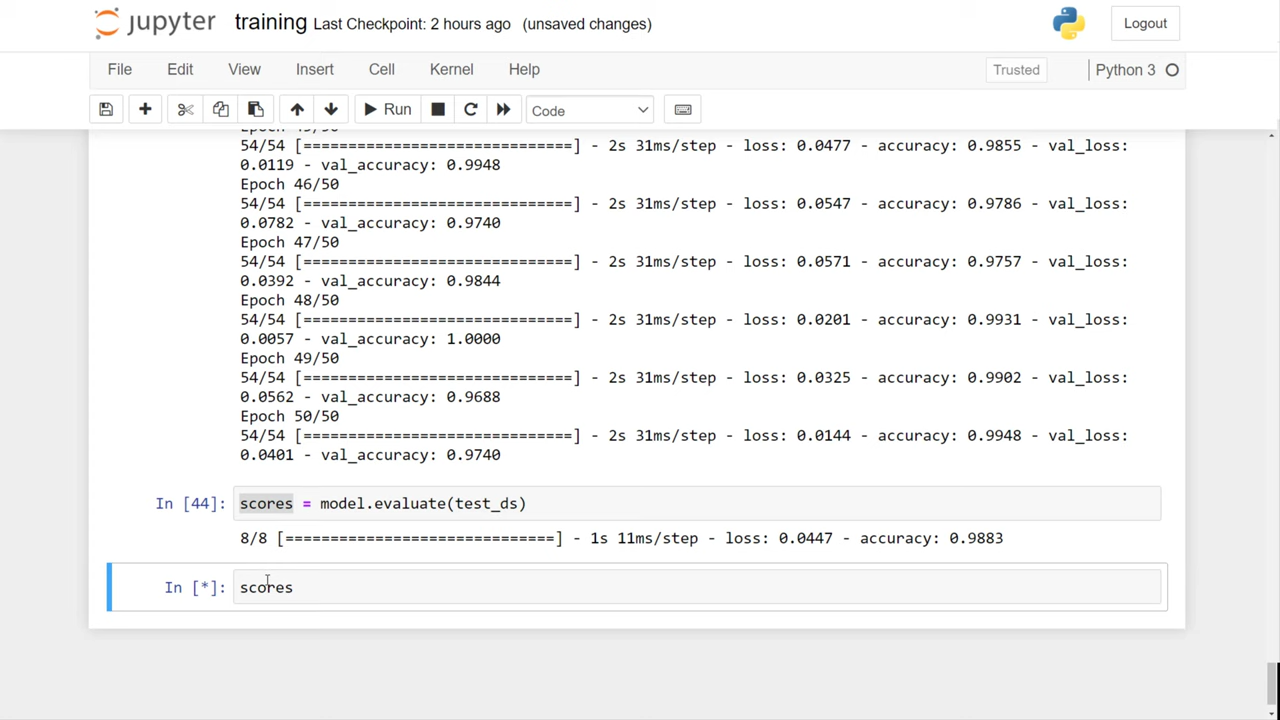 jupyter training Last Checkpoint: 2 hours ago (unsaved changes) Logout
File Edit View Insert Cell Kernel Help Trusted Python 3
Run Code
54/54 [==============================] - 2s 31ms/step - loss: 0.0477 - accuracy: 0.9855 - val_loss:
0.0119 - val_accuracy: 0.9948
Epoch 46/50
54/54 [==============================] - 2s 31ms/step - loss: 0.0547 - accuracy: 0.9786 - val_loss:
0.0782 - val_accuracy: 0.9740
Epoch 47/50
54/54 [==============================] - 2s 31ms/step - loss: 0.0571 - accuracy: 0.9757 - val_loss:
0.0392 - val_accuracy: 0.9844
Epoch 48/50
54/54 [==============================] - 2s 31ms/step - loss: 0.0201 - accuracy: 0.9931 - val_loss:
0.0057 - val_accuracy: 1.0000
Epoch 49/50
54/54 [==============================] - 2s 31ms/step - loss: 0.0325 - accuracy: 0.9902 - val_loss:
0.0562 - val_accuracy: 0.9688
Epoch 50/50
54/54 [==============================] - 2s 31ms/step - loss: 0.0144 - accuracy: 0.9948 - val_loss:
0.0401 - val_accuracy: 0.9740
In [44]: scores = model.evaluate(test_ds)
8/8 [==============================] - 1s 11ms/step - loss: 0.0447 - accuracy: 0.9883
In [*]: scores